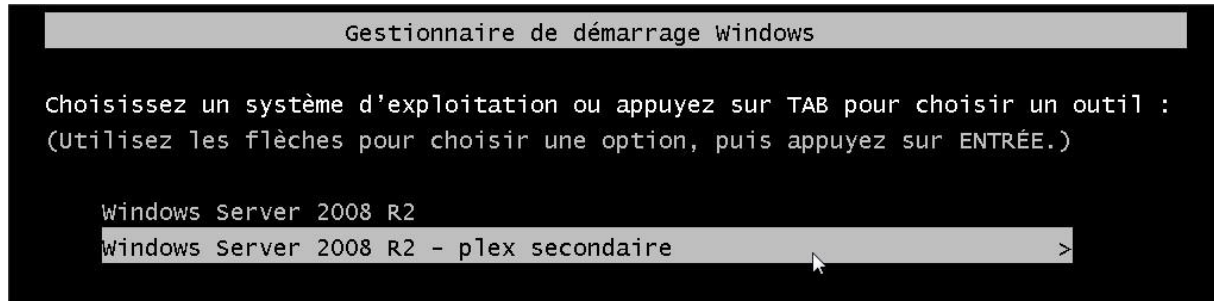 Gestionnaire de démarrage Windows
Choisissez un système d'exploitation ou appuyez sur TAB pour choisir un outil :
(Utilisez les flèches pour choisir une option, puis appuyez sur ENTRÉE.)
Windows Server 2008 R2
Windows Server 2008 R2 - plex secondaire >